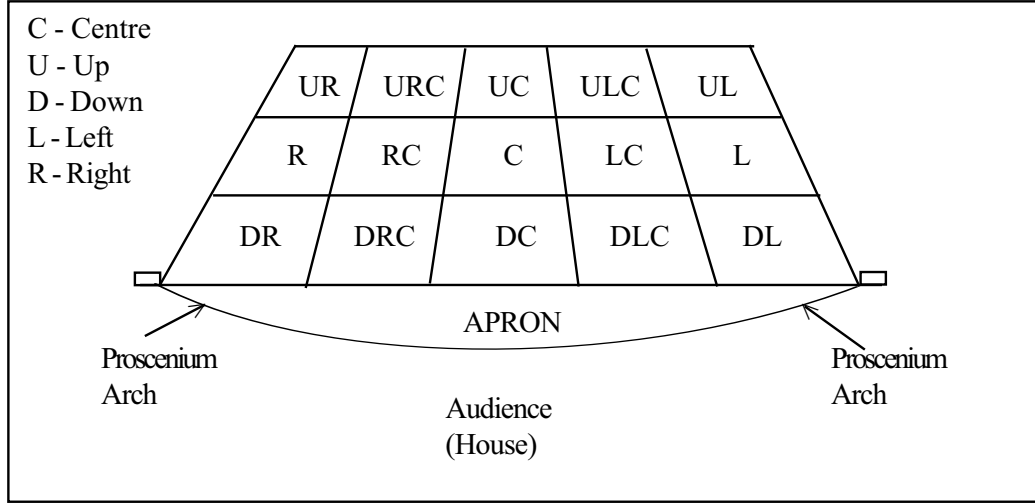 C - Centre
U - Up
D - Down
L - Left
R - Right
UR URC UC ULC UL
R RC C LC L
DR DRC DC DLC DL
APRON
Proscenium
Arch
Proscenium
Arch
Audience
(House)